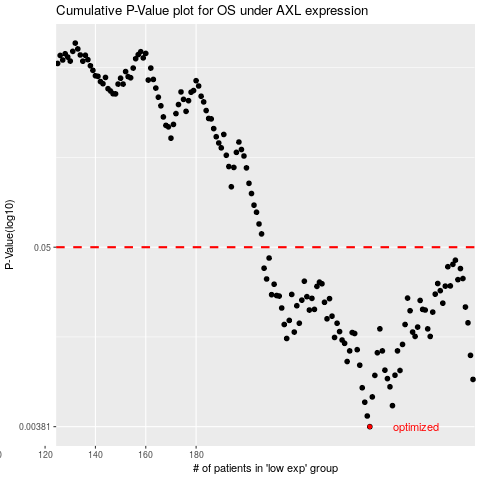 Cumulative P-Value plot for OS under AXL expression
P-Value(log10)
0.05
0.00381
optimized
0 120 140 160 180
# of patients in 'low exp' group